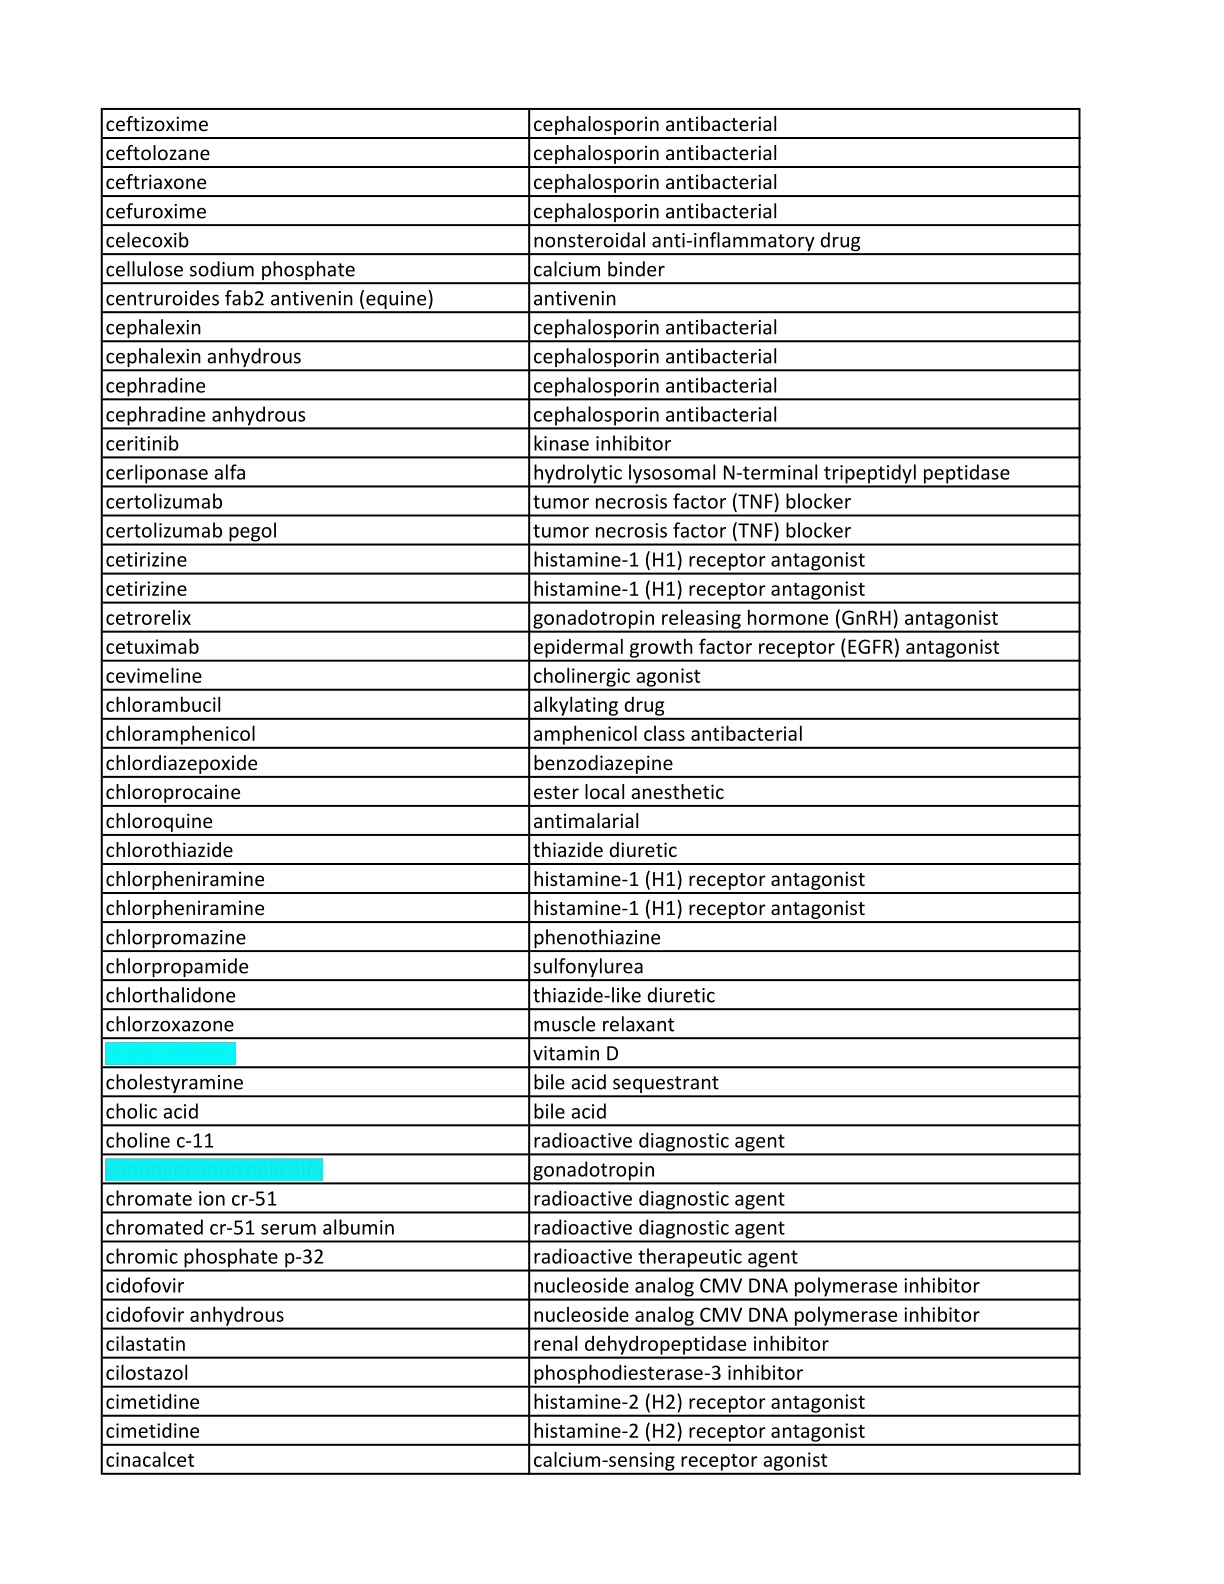 ceftizoxime cephalosporin antibacterial
ceftolozane cephalosporin antibacterial
ceftriaxone cephalosporin antibacterial
cefuroxime cephalosporin antibacterial
celecoxib nonsteroidal anti-inflammatory drug
cellulose sodium phosphate calcium binder
centruroides fab2 antivenin (equine) antivenin
cephalexin cephalosporin antibacterial
cephalexin anhydrous cephalosporin antibacterial
cephradine cephalosporin antibacterial
cephradine anhydrous cephalosporin antibacterial
ceritinib kinase inhibitor
cerliponase alfa hydrolytic lysosomal N-terminal tripeptidyl peptidase
certolizumab tumor necrosis factor (TNF) blocker
certolizumab pegol tumor necrosis factor (TNF) blocker
cetirizine histamine-1 (H1) receptor antagonist
cetirizine histamine-1 (H1) receptor antagonist
cetrorelix gonadotropin releasing hormone (GnRH) antagonist
cetuximab epidermal growth factor receptor (EGFR) antagonist
cevimeline cholinergic agonist
chlorambucil alkylating drug
chloramphenicol amphenicol class antibacterial
chlordiazepoxide benzodiazepine
chloroprocaine ester local anesthetic
chloroquine antimalarial
chlorothiazide thiazide diuretic
chlorpheniramine histamine-1 (H1) receptor antagonist
chlorpheniramine histamine-1 (H1) receptor antagonist
chlorpromazine phenothiazine
chlorpropamide sulfonylurea
chlorthalidone thiazide-like diuretic
chlorzoxazone muscle relaxant
vitamin D
cholestyramine bile acid sequestrant
cholic acid bile acid
choline c-11 radioactive diagnostic agent
gonadotropin
chromate ion cr-51 radioactive diagnostic agent
chromated cr-51 serum albumin radioactive diagnostic agent
chromic phosphate p-32 radioactive therapeutic agent
cidofovir nucleoside analog CMV DNA polymerase inhibitor
cidofovir anhydrous nucleoside analog CMV DNA polymerase inhibitor
cilastatin renal dehydropeptidase inhibitor
cilostazol phosphodiesterase-3 inhibitor
cimetidine histamine-2 (H2) receptor antagonist
cimetidine histamine-2 (H2) receptor antagonist
cinacalcet calcium-sensing receptor agonist